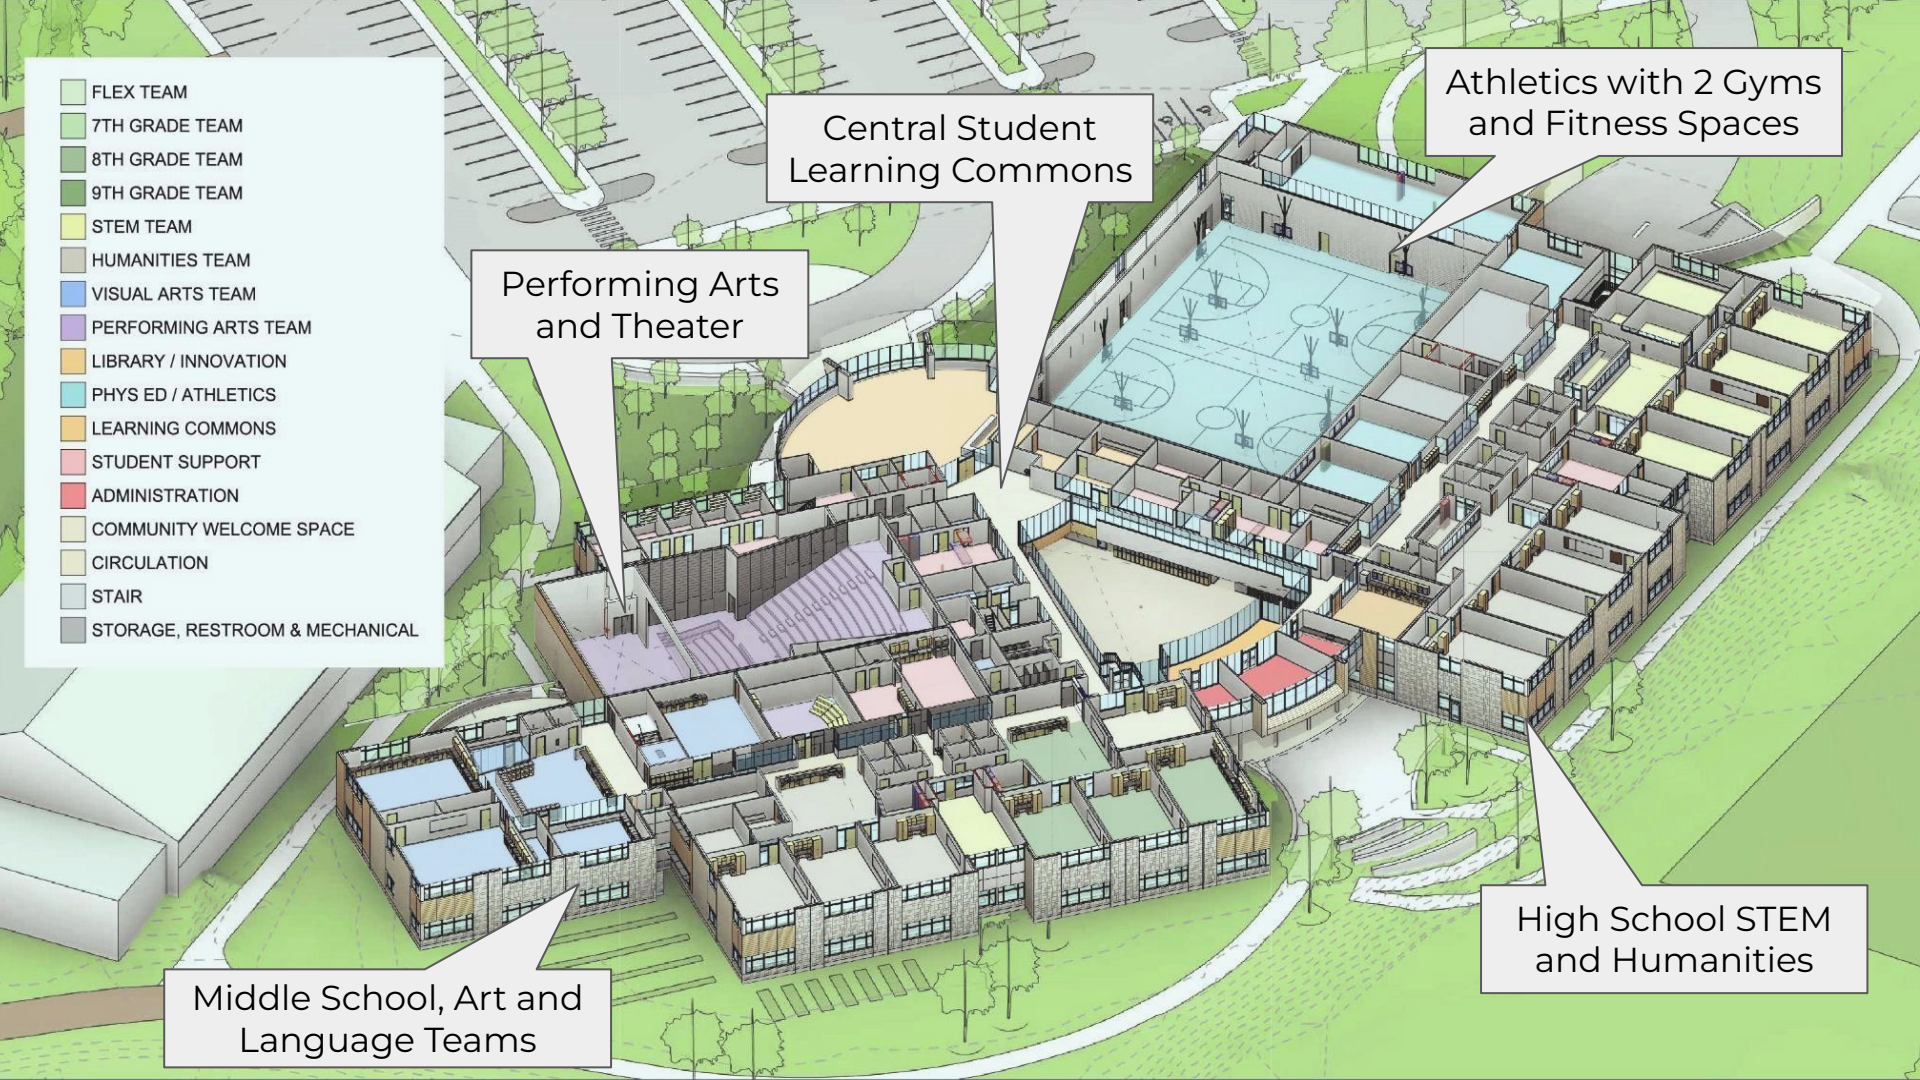 FLEX TEAM
7TH GRADE TEAM
8TH GRADE TEAM
9TH GRADE TEAM
STEM TEAM
HUMANITIES TEAM
VISUAL ARTS TEAM
PERFORMING ARTS TEAM
LIBRARY / INNOVATION
PHYS ED / ATHLETICS
LEARNING COMMONS
STUDENT SUPPORT
ADMINISTRATION
COMMUNITY WELCOME SPACE
CIRCULATION
STAIR
STORAGE, RESTROOM & MECHANICAL
Performing Arts
and Theater
Central Student
Learning Commons
Athletics with 2 Gyms
and Fitness Spaces
Middle School, Art and
Language Teams
High School STEM
and Humanities